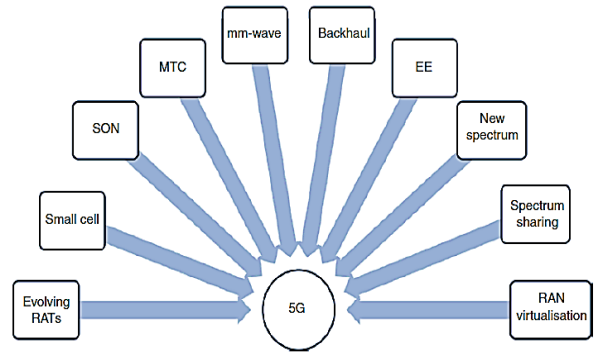 mm-wave
Backhaul
MTC
EE
SON
New
spectrum
Small cell
Spectrum
sharing
Evolving
RATs
5G
RAN
virtualisation